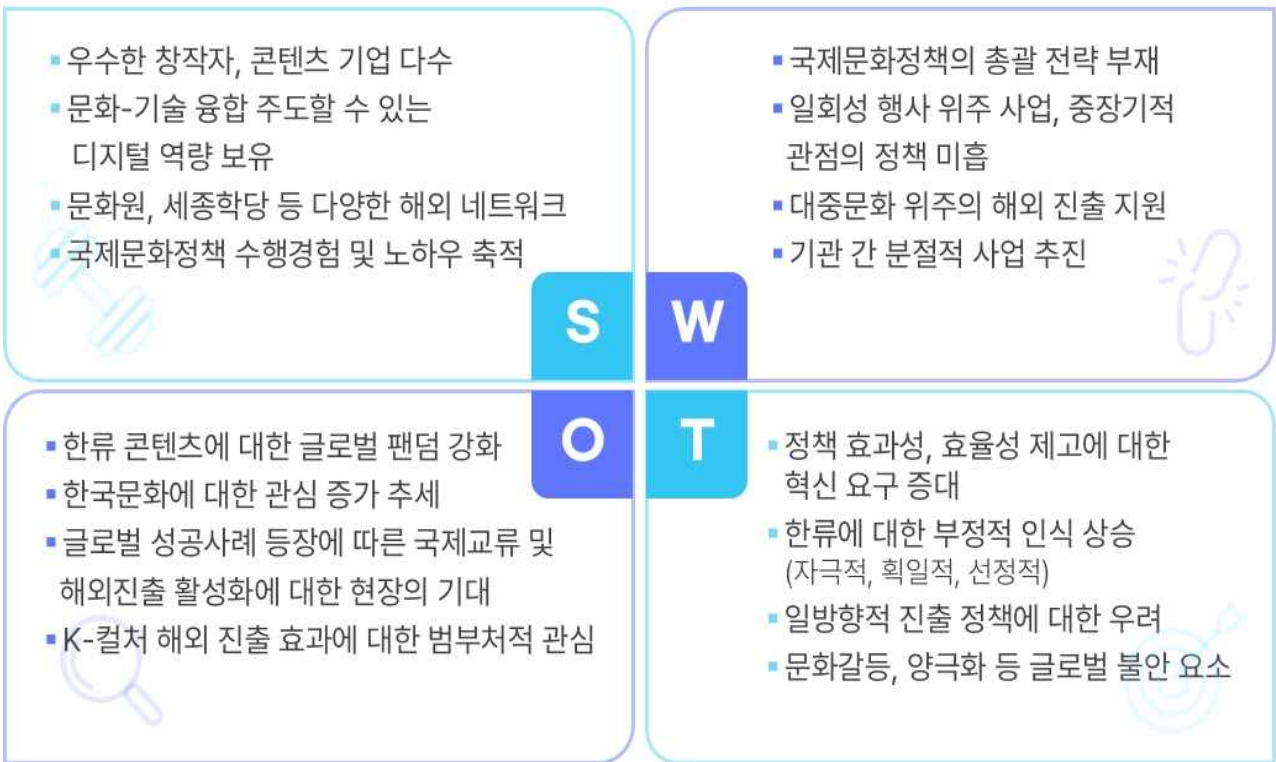 ▪ 우수한 창작자, 콘텐츠 기업 다수
▪ 문화-기술 융합 주도할 수 있는
디지털 역량 보유
▪ 문화원, 세종학당 등 다양한 해외 네트워크
▪ 국제문화정책 수행경험 및 노하우 축적
S
▪ 국제문화정책의 총괄 전략 부재
▪ 일회성 행사 위주 사업, 중장기적
관점의 정책 미흡
▪ 대중문화 위주의 해외 진출 지원
▪ 기관 간 분절적 사업 추진
W
▪ 한류 콘텐츠에 대한 글로벌 팬덤 강화
▪ 한국문화에 대한 관심 증가 추세
▪ 글로벌 성공사례 등장에 따른 국제교류 및
해외진출 활성화에 대한 현장의 기대
▪ K-컬처 해외 진출 효과에 대한 범부처적 관심
O
▪ 정책 효과성, 효율성 제고에 대한
혁신 요구 증대
▪ 한류에 대한 부정적 인식 상승
(자극적, 획일적, 선정적)
▪ 일방향적 진출 정책에 대한 우려
▪ 문화갈등, 양극화 등 글로벌 불안 요소
T